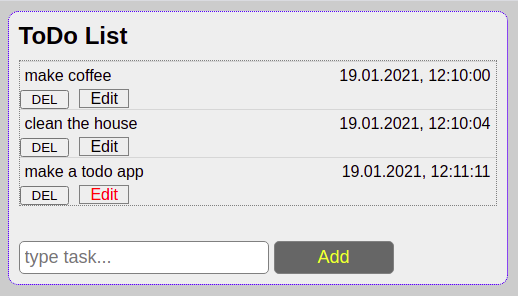 ToDo List
make coffee 19.01.2021, 12:10:00
DEL Edit
clean the house 19.01.2021, 12:10:04
DEL Edit
make a todo app 19.01.2021, 12:11:11
DEL Edit
type task... Add